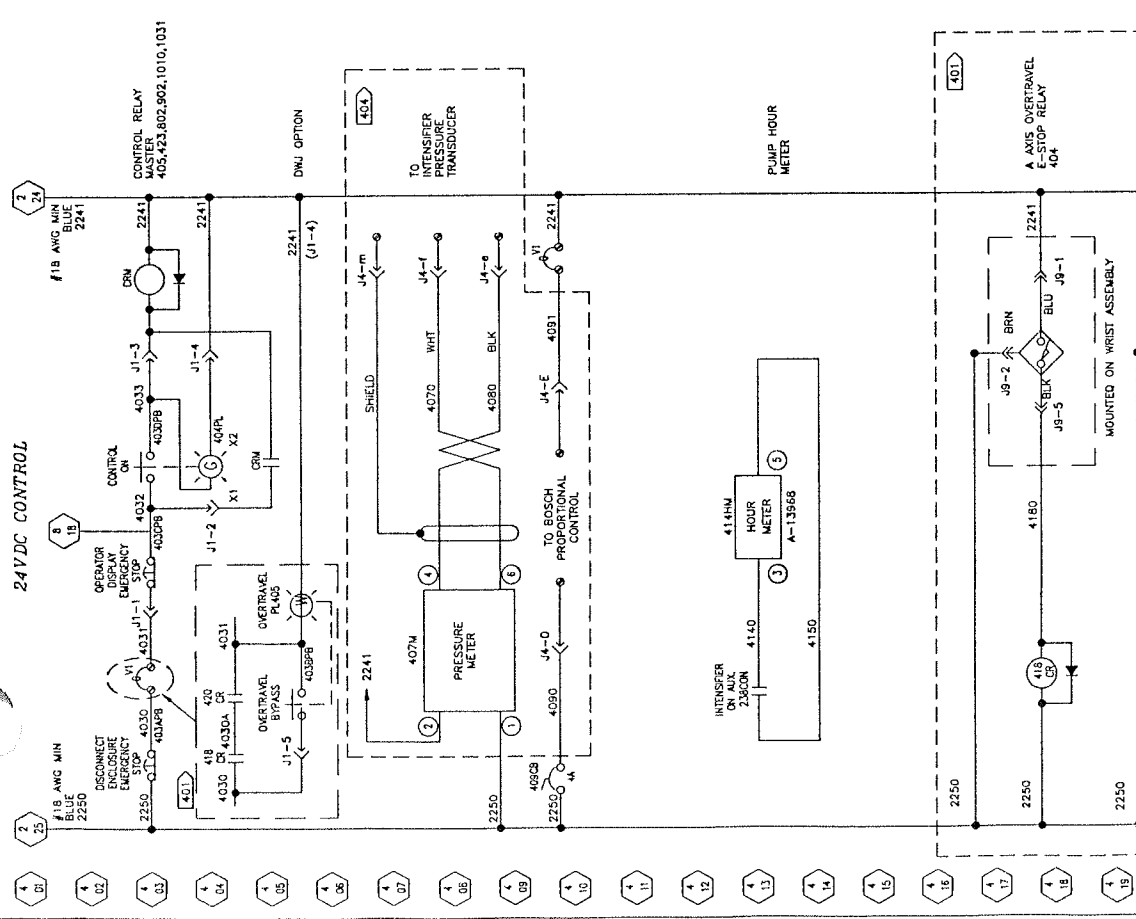 24VDC CONTROL
2
25
#18 AWG MIN
BLUE
2250
2
24
#18 AWG MIN
BLUE
2241
4
01
4
02
4
03
2250
DISCONNECT
ENCLOSURE
EMERGENCY
STOP
4030
403APB
V1
4031
J1-1
OPERATOR
DISPLAY
EMERGENCY
STOP
403CPB
8
18
4032
CONTROL
ON
403DPB
4033
J1-3
CRM
2241
CONTROL RELAY
MASTER
405,423,802,902,1010,1031
4
04
J1-2
X1
G
404PL
X2
J1-4
2241
CRM
401
4030
418
CR
4030A
420
CR
4031
4
05
J1-5
OVERTRAVEL
BYPASS
403BPB
OVERTRAVEL
PL405
W
2241
(J1-4)
DWJ OPTION
4
06
404
4
07
2241
407M
SHIELD
J4-m
TO
INTENSIFIER
PRESSURE
TRANSDUCER
4
08
2
PRESSURE
METER
4
4070
WHT
J4-f
4
09
2250
1
6
4080
BLK
J4-e
4
10
2250
409CB
4A
4090
J4-D
TO BOSCH
PROPORTIONAL
CONTROL
J4-E
4091
V1
2241
4
11
4
12
4
13
INTENSIFIER
ON AUX.
238CON
4140
3
414HM
HOUR
METER
A-13968
5
PUMP HOUR
METER
4
14
4150
4
15
4
16
2250
401
4
17
J9-2
BRN
4
18
2250
418
CR
4180
J9-5
BLK
BLU
J9-1
2241
A AXIS OVERTRAVEL
E-STOP RELAY
404
MOUNTED ON WRIST ASSEMBLY
4
19
2250